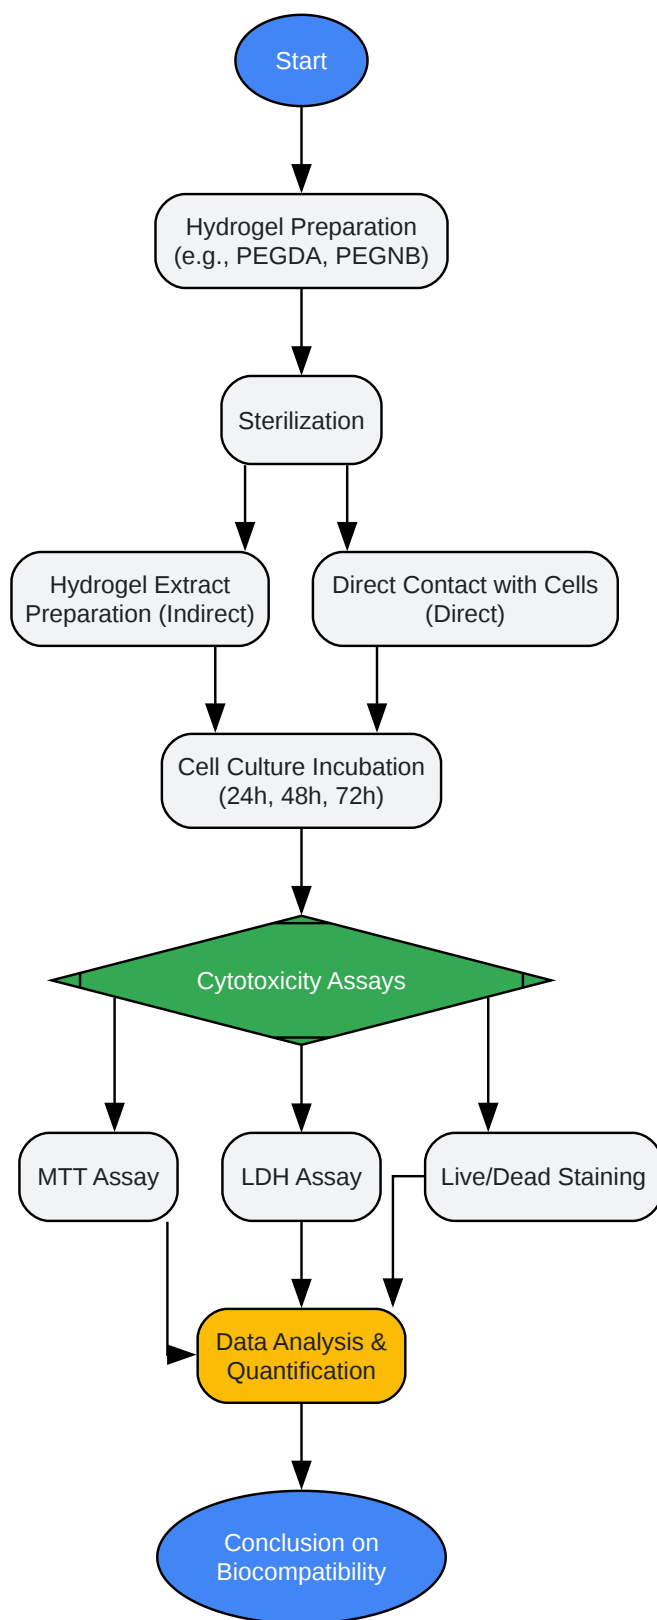 Start
Hydrogel Preparation
(e.g., PEGDA, PEGNB)
Sterilization
Hydrogel Extract
Preparation (Indirect)
Direct Contact with Cells
(Direct)
Cell Culture Incubation
(24h, 48h, 72h)
Cytotoxicity Assays
MTT Assay
LDH Assay
Live/Dead Staining
Data Analysis &
Quantification
Conclusion on
Biocompatibility